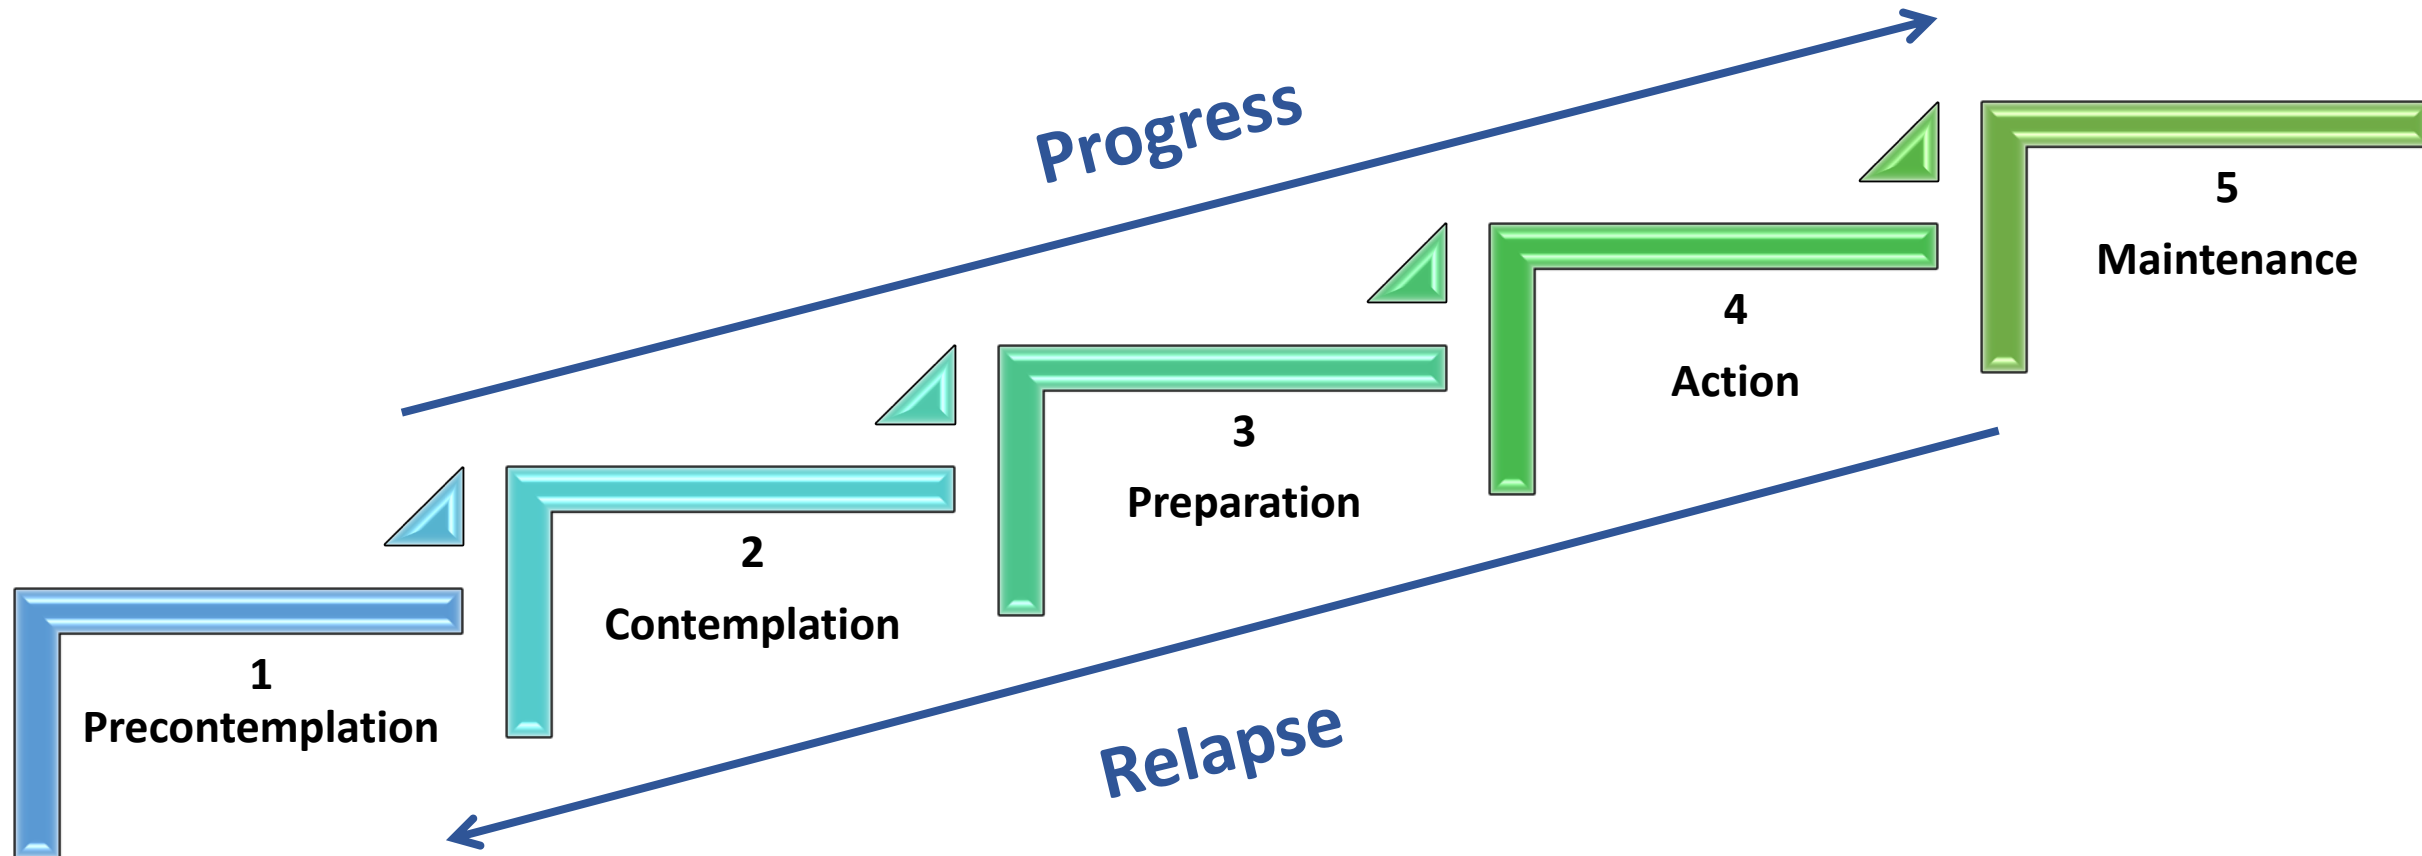 Progress
1
Precontemplation
2
Contemplation
3
Preparation
4
Action
5
Maintenance
Relapse